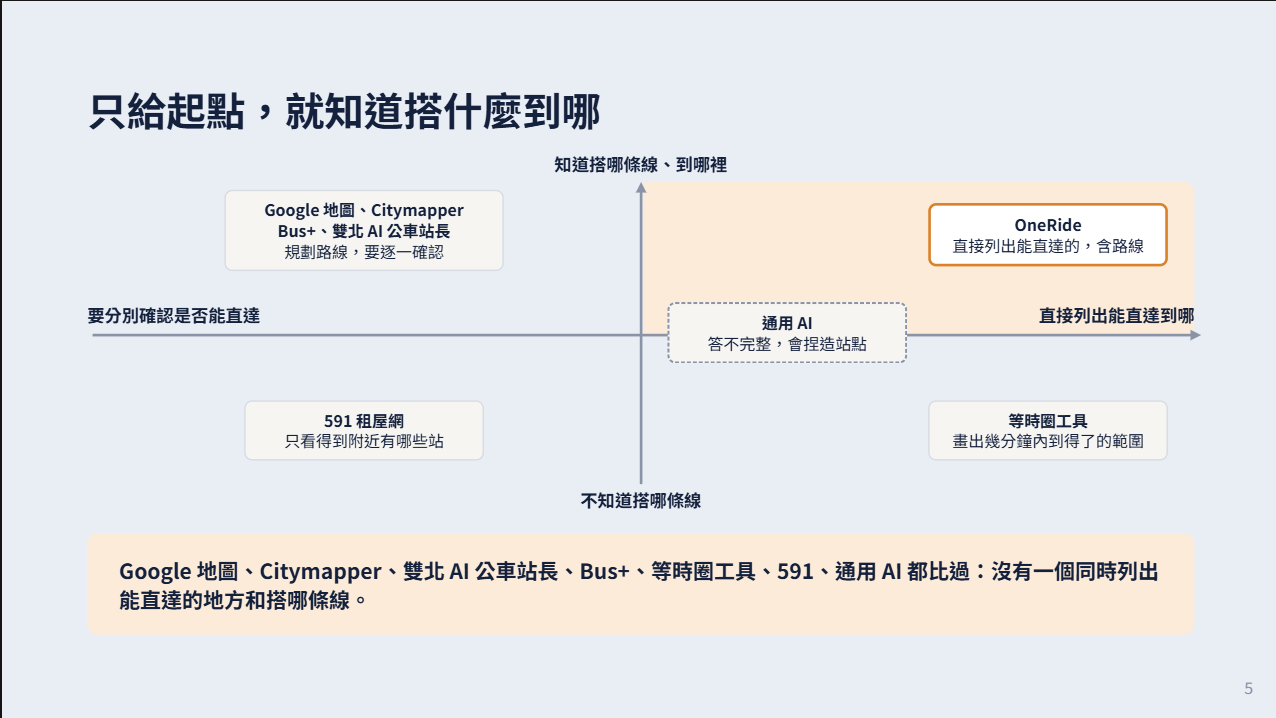 只給起點，就知道搭什麼到哪
知道搭哪條線、到哪裡
Google 地圖、Citymapper
Bus+、雙北 AI 公車站長
規劃路線，要逐一確認
OneRide
直接列出能直達的，含路線
要分別確認是否能直達
直接列出能直達到哪
通用 AI
答不完整，會捏造站點
591 租屋網
只看得到附近有哪些站
等時圈工具
畫出幾分鐘內到得了的範圍
不知道搭哪條線
Google 地圖、Citymapper、雙北 AI 公車站長、Bus+、等時圈工具、591、通用 AI 都比過：沒有一個同時列出
能直達的地方和搭哪條線。
5